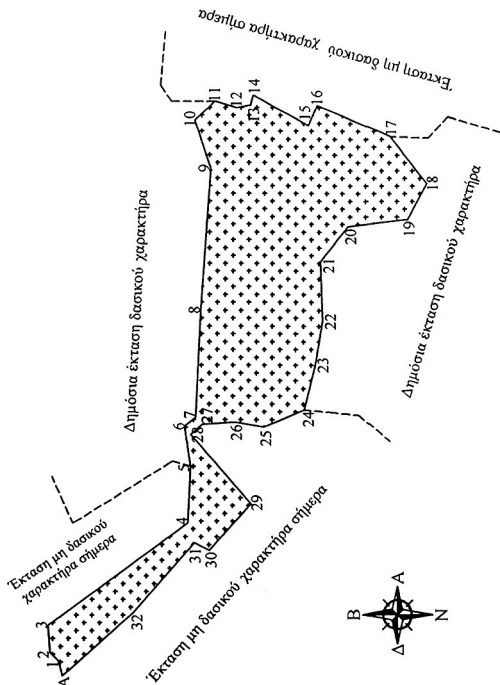 Έκταση μη δασικού
χαρακτήρα σήμερα
Δημόσια έκταση δασικού χαρακτήρα
Έκταση μη δασικού χαρακτήρα σήμερα
Έκταση μη δασικού χαρακτήρα σήμερα
Δημόσια έκταση δασικού χαρακτήρα
Α
1
2
3
4
5
6
7
8
9
10
11
12
13
14
15
16
17
18
19
20
21
22
23
24
25
26
27
28
29
30
31
32
Β
Δ
Α
Ν